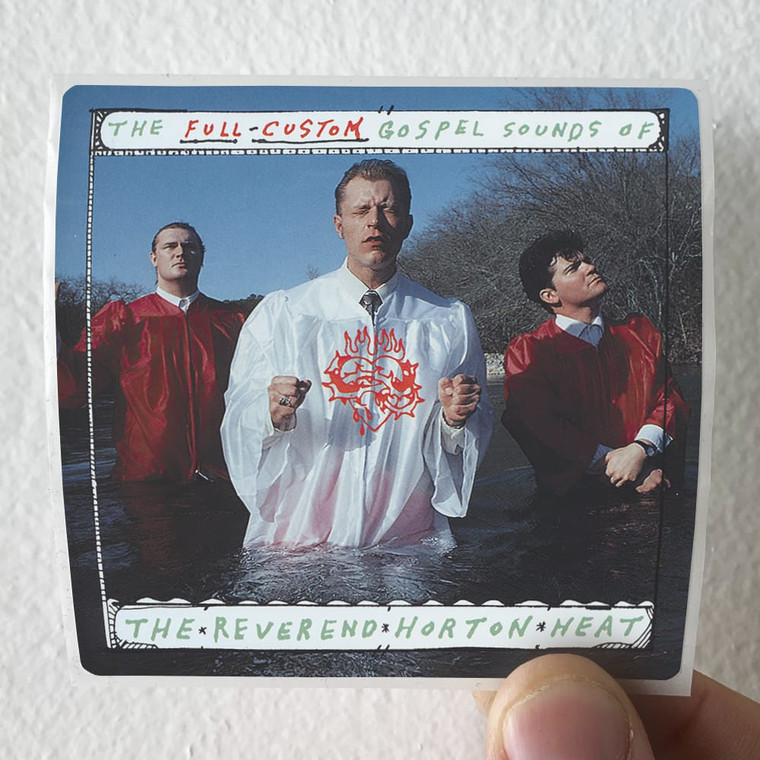 THE FULL-CUSTOM GOSPEL SOUNDS OF
THE*REVEREND*HORTON*HEAT